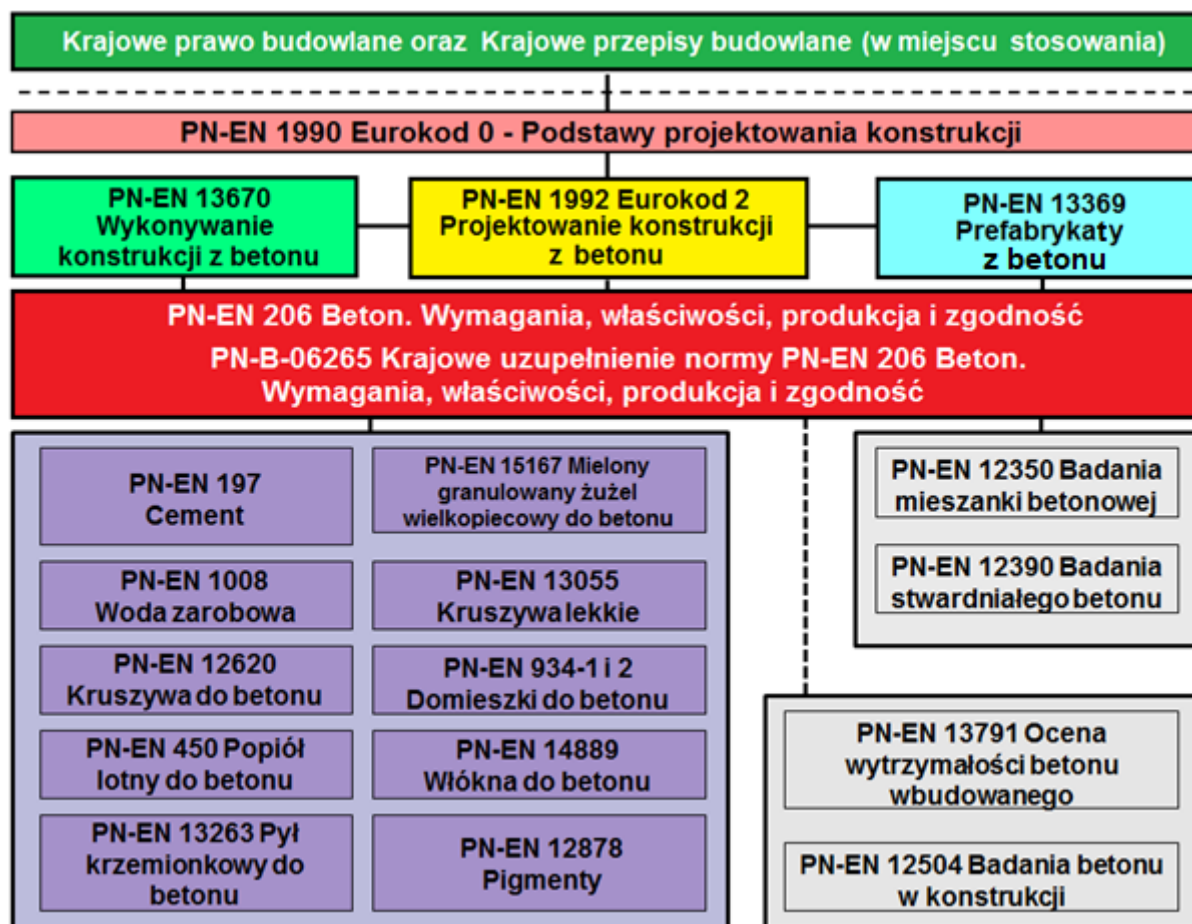 Krajowe prawo budowlane oraz Krajowe przepisy budowlane (w miejscu stosowania)
PN-EN 1990 Eurokod 0 - Podstawy projektowania konstrukcji
PN-EN 13670
Wykonywanie
konstrukcji z betonu
PN-EN 1992 Eurokod 2
Projektowanie konstrukcji
z betonu
PN-EN 13369
Prefabrykaty
z betonu
PN-EN 206 Beton. Wymagania, właściwości, produkcja i zgodność
PN-B-06265 Krajowe uzupełnienie normy PN-EN 206 Beton.
Wymagania, właściwości, produkcja i zgodność
PN-EN 197
Cement
PN-EN 15167 Mielony
granulowany żużel
wielkopiecowy do betonu
PN-EN 1008
Woda zarobowa
PN-EN 13055
Kruszywa lekkie
PN-EN 12620
Kruszywa do betonu
PN-EN 934-1 i 2
Domieszki do betonu
PN-EN 450 Popiół
lotny do betonu
PN-EN 14889
Włókna do betonu
PN-EN 13263 Pył
krzemionkowy do
betonu
PN-EN 12878
Pigmenty
PN-EN 12350 Badania
mieszanki betonowej
PN-EN 12390 Badania
stwardniałego betonu
PN-EN 13791 Ocena
wytrzymałości betonu
wbudowanego
PN-EN 12504 Badania betonu
w konstrukcji